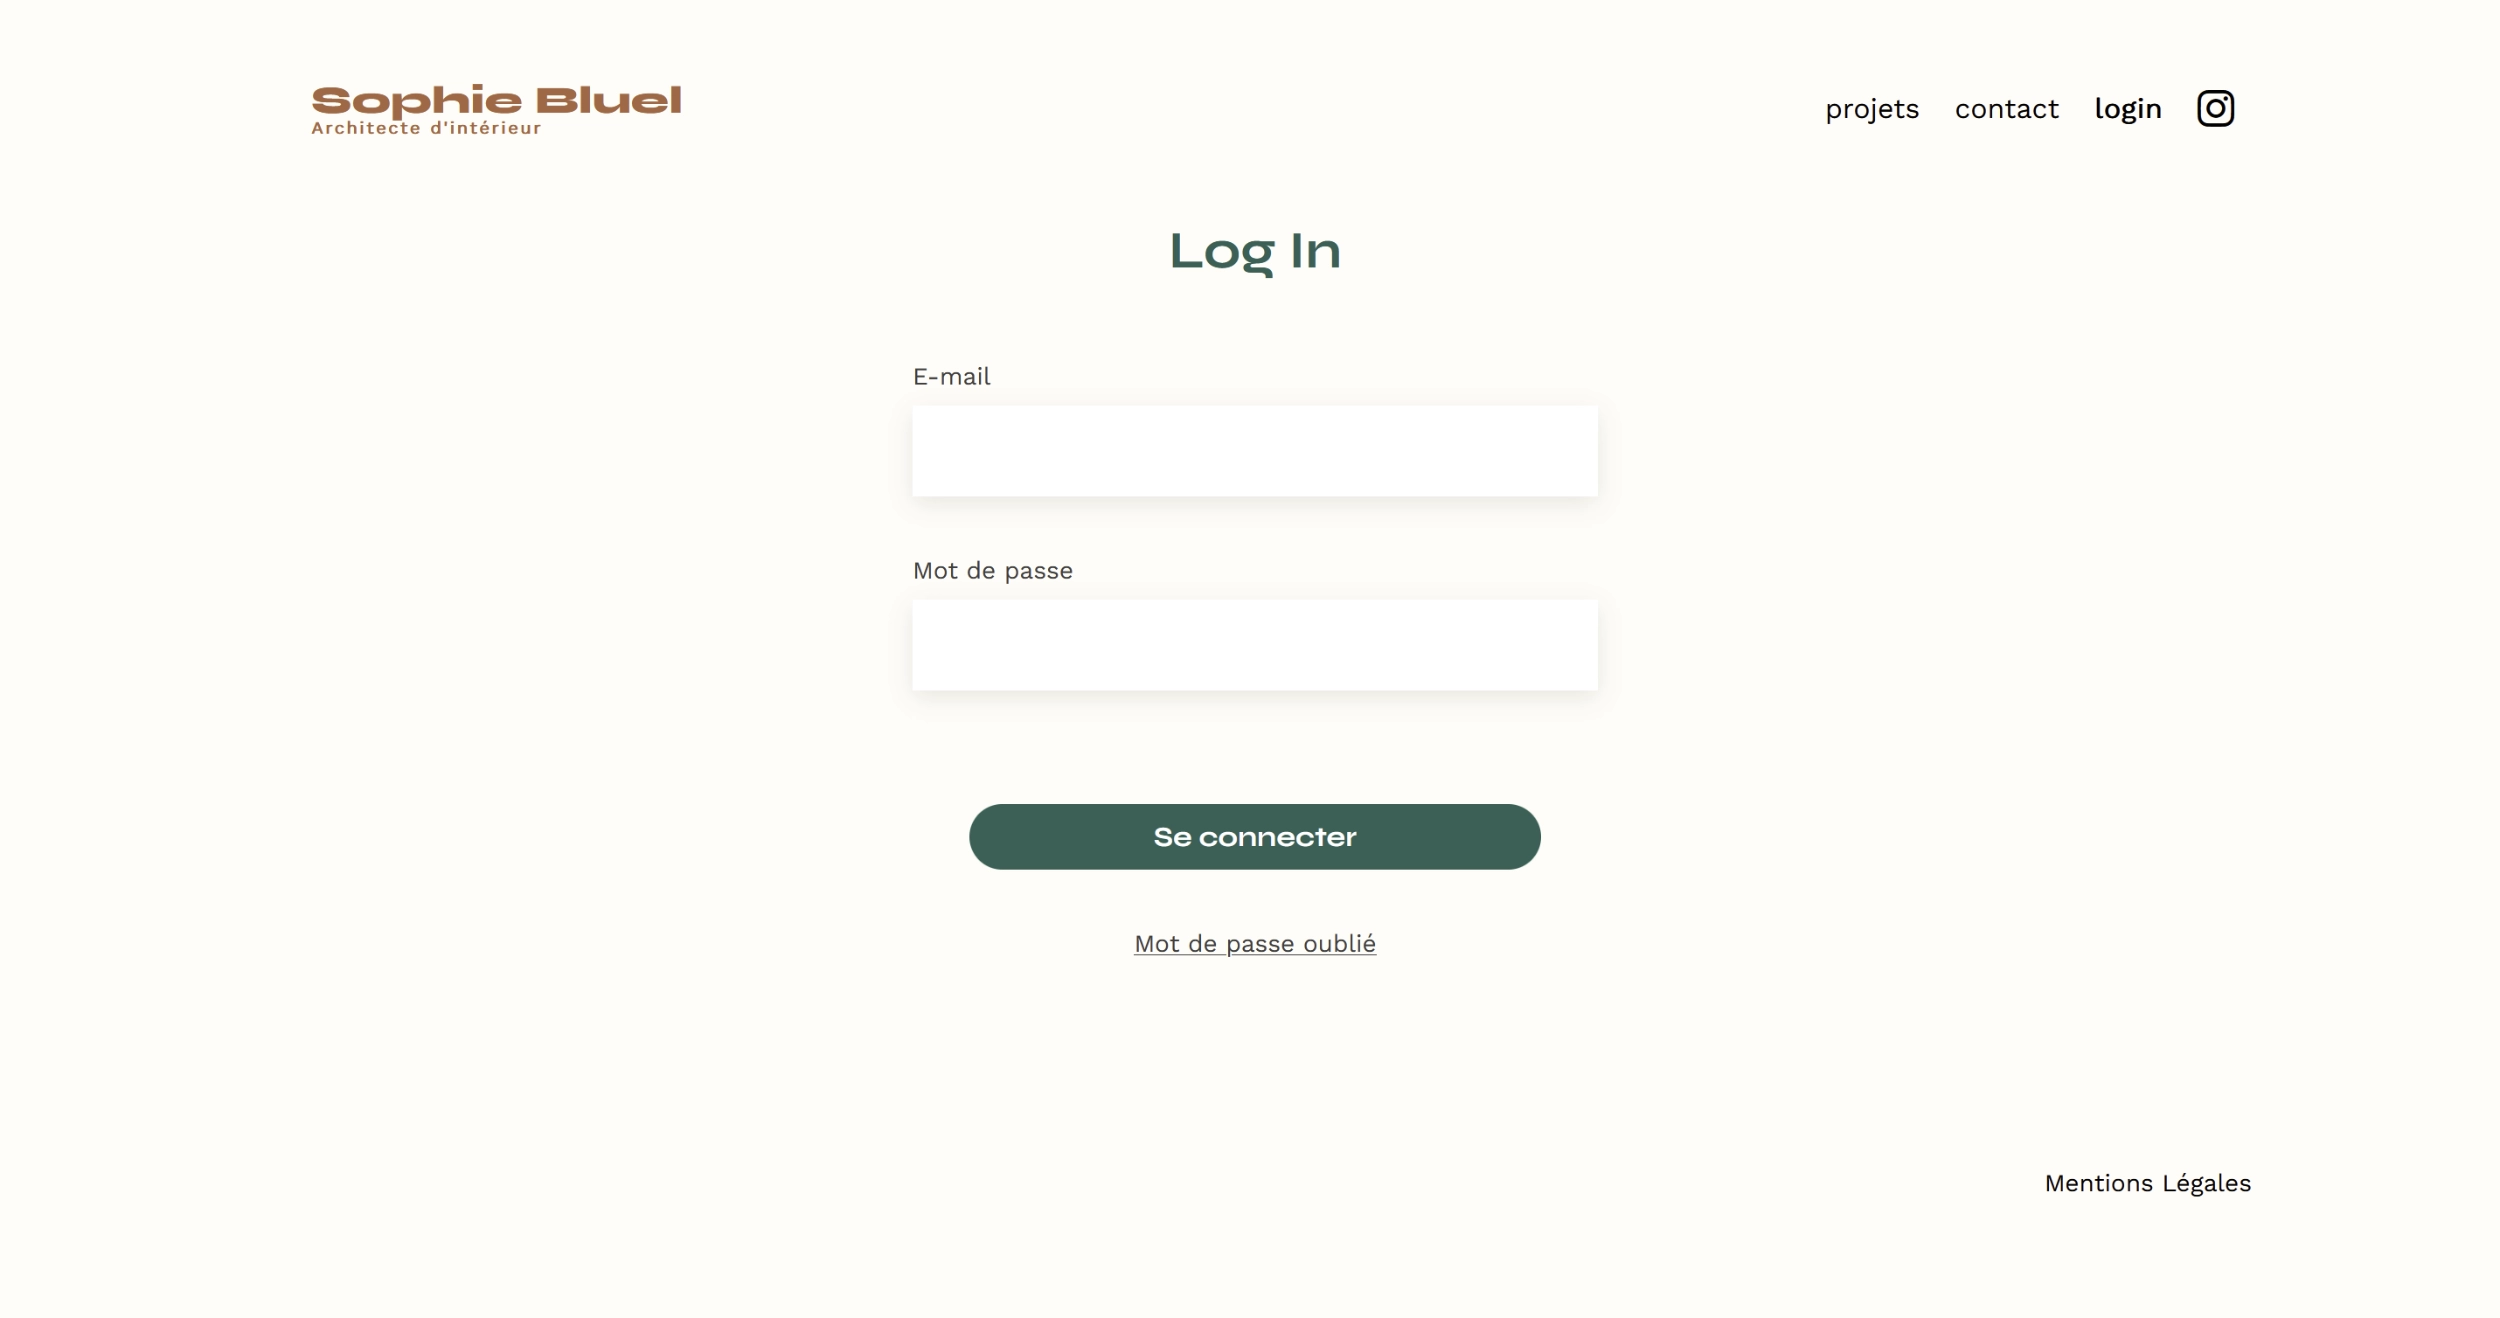 Sophie Bluel
Architecte d'intérieur
projets contact login
Log In
E-mail
Mot de passe
Se connecter
Mot de passe oublié
Mentions Légales